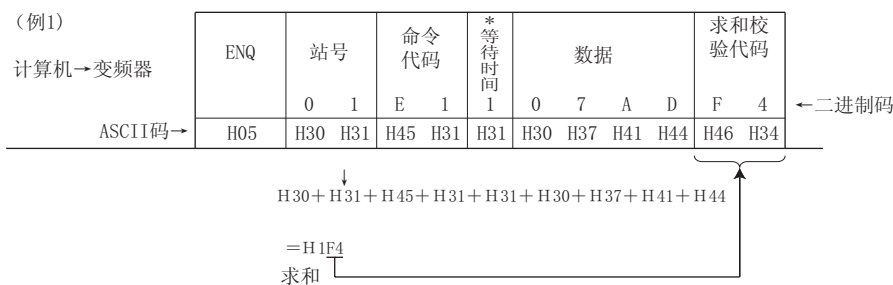 (例1)
计算机→变频器
ENQ 站号 命令代码 *等待时间 数据 求和校验代码
0 1 E 1 1 0 7 A D F 4 ←二进制码
ASCII码→ H05 H30 H31 H45 H31 H31 H30 H37 H41 H44 H46 H34
↓
H30+H31+H45+H31+H31+H30+H37+H41+H44
=H1F4
求和